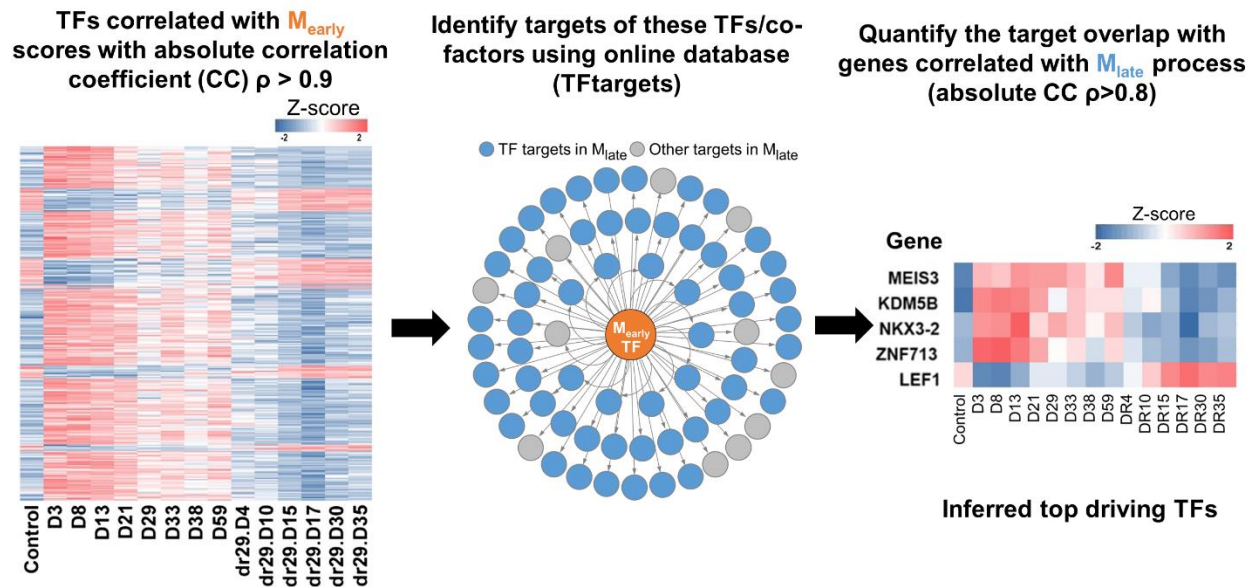 TFs correlated with Mearly
scores with absolute correlation
coefficient (CC) ρ > 0.9
Z-score
-2 2
Control
D3
D8
D13
D21
D29
D33
D38
D59
dr29.D4
dr29.D10
dr29.D15
dr29.D17
dr29.D30
dr29.D35
Identify targets of these TFs/co-
factors using online database
(TFtargets)
TF targets in Mlate Other targets in Mlate
Mearly
TF
Quantify the target overlap with
genes correlated with Mlate process
(absolute CC ρ>0.8)
Z-score
-2 2
Gene
MEIS3
KDM5B
NKX3-2
ZNF713
LEF1
Control
D3
D8
D13
D21
D29
D33
D38
D59
DR4
DR10
DR15
DR17
DR30
DR35
Inferred top driving TFs